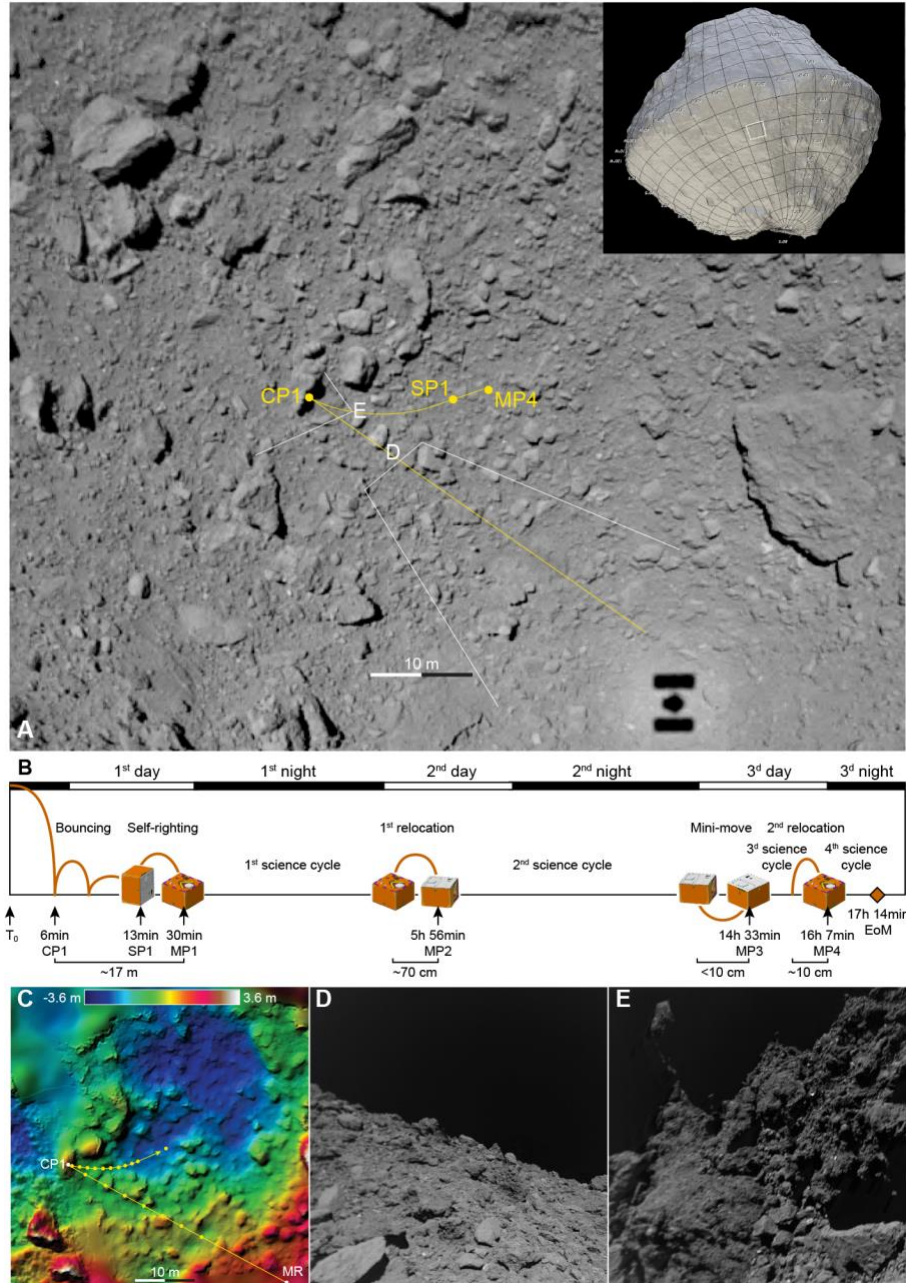 CP1
SP1
MP4
E
D
10 m
A
B
1st day
1st night
2nd day
2nd night
3d day
3d night
Bouncing
Self-righting
1st relocation
Mini-move
2nd relocation
1st science cycle
2nd science cycle
3d science
cycle
4th science
cycle
T0
6min
CP1
13min
SP1
30min
MP1
5h 56min
MP2
14h 33min
MP3
16h 7min
MP4
17h 14min
EoM
~17 m
~70 cm
<10 cm
~10 cm
C
-3.6 m
3.6 m
CP1
10 m
MR
D
E